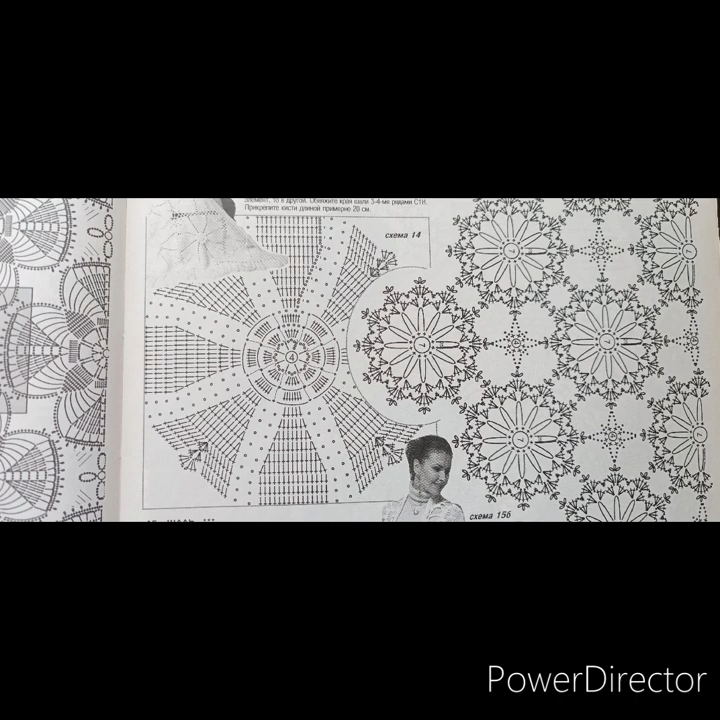 элемент, то в другой. Обвяжите края шали 3-4-мя рядами СТИ.
Прикрепите кисти длиной примерно 20 см.
схема 14
схема 15б
PowerDirector